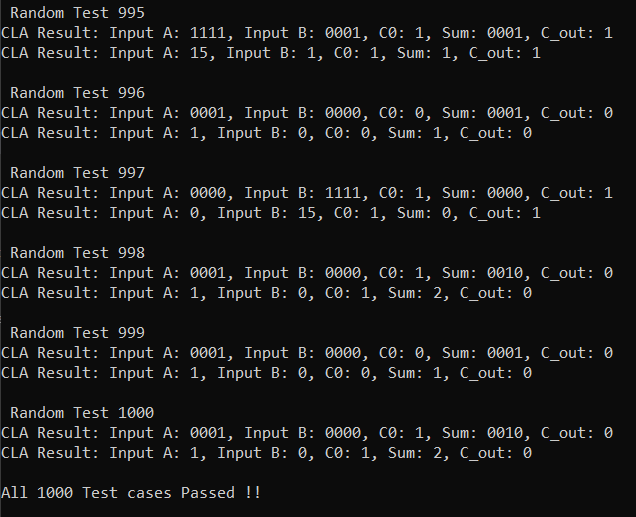 Random Test 995
CLA Result: Input A: 1111, Input B: 0001, C0: 1, Sum: 0001, C_out: 1
CLA Result: Input A: 15, Input B: 1, C0: 1, Sum: 1, C_out: 1
Random Test 996
CLA Result: Input A: 0001, Input B: 0000, C0: 0, Sum: 0001, C_out: 0
CLA Result: Input A: 1, Input B: 0, C0: 0, Sum: 1, C_out: 0
Random Test 997
CLA Result: Input A: 0000, Input B: 1111, C0: 1, Sum: 0000, C_out: 1
CLA Result: Input A: 0, Input B: 15, C0: 1, Sum: 0, C_out: 1
Random Test 998
CLA Result: Input A: 0001, Input B: 0000, C0: 1, Sum: 0010, C_out: 0
CLA Result: Input A: 1, Input B: 0, C0: 1, Sum: 2, C_out: 0
Random Test 999
CLA Result: Input A: 0001, Input B: 0000, C0: 0, Sum: 0001, C_out: 0
CLA Result: Input A: 1, Input B: 0, C0: 0, Sum: 1, C_out: 0
Random Test 1000
CLA Result: Input A: 0001, Input B: 0000, C0: 1, Sum: 0010, C_out: 0
CLA Result: Input A: 1, Input B: 0, C0: 1, Sum: 2, C_out: 0
All 1000 Test cases Passed !!